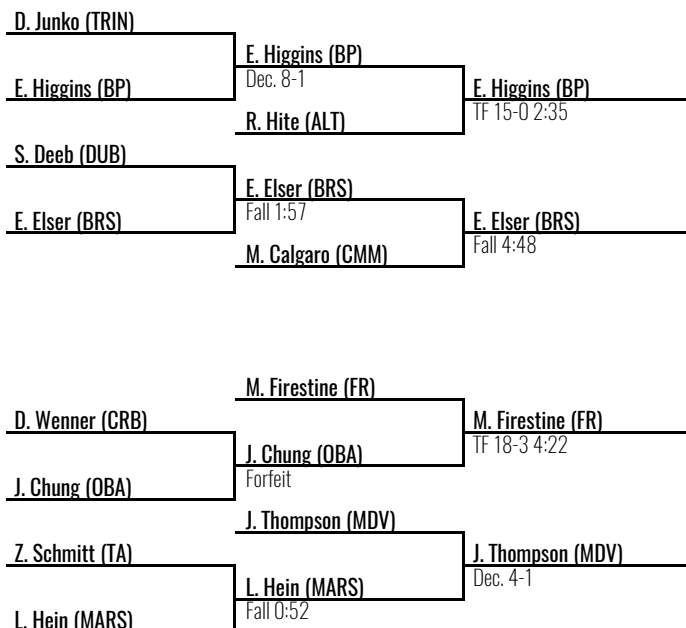 D. Junko (TRIN)
E. Higgins (BP)
Dec. 8-1
E. Higgins (BP)
E. Higgins (BP)
TF 15-0 2:35
R. Hite (ALT)
S. Deeb (DUB)
E. Elser (BRS)
Fall 1:57
E. Elser (BRS)
E. Elser (BRS)
Fall 4:48
M. Calgaro (CMM)
M. Firestine (FR)
D. Wenner (CRB)
M. Firestine (FR)
TF 18-3 4:22
J. Chung (OBA)
Forfeit
J. Chung (OBA)
J. Thompson (MDV)
Z. Schmitt (TA)
J. Thompson (MDV)
Dec. 4-1
L. Hein (MARS)
Fall 0:52
L. Hein (MARS)